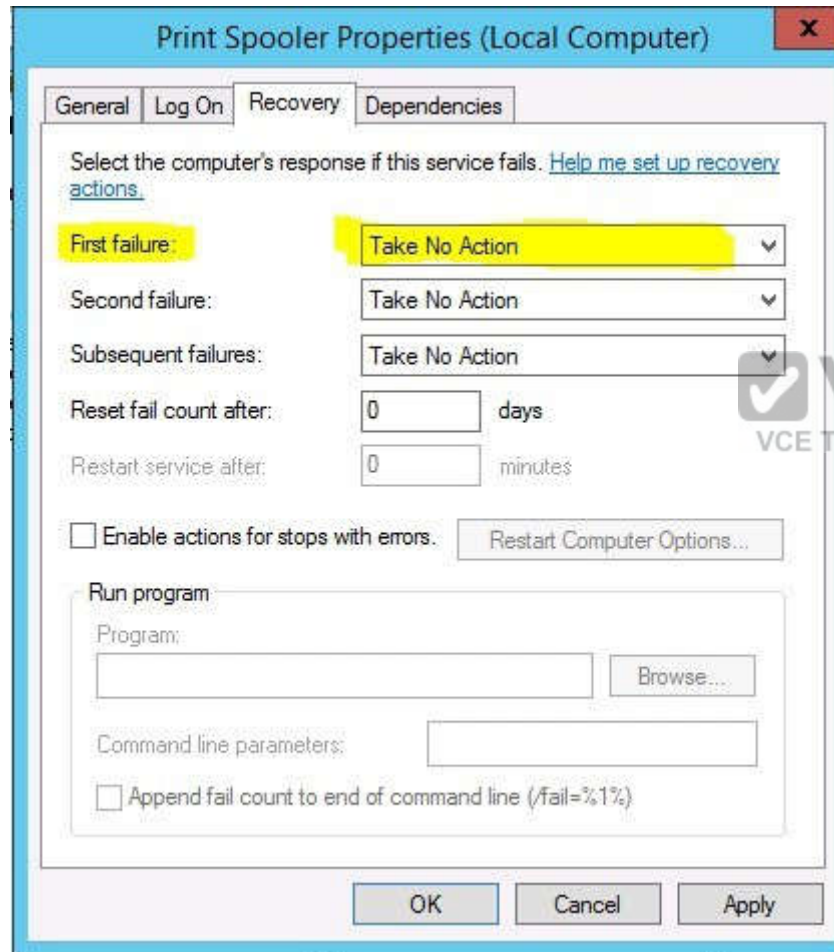 Print Spooler Properties (Local Computer)
x
General Log On Recovery Dependencies
Select the computer's response if this service fails. Help me set up recovery
actions.
First failure: Take No Action
Second failure: Take No Action
Subsequent failures: Take No Action
Reset fail count after: 0 days
Restart service after: 0 minutes
VCE T
Enable actions for stops with errors. Restart Computer Options...
Run program
Program:
Browse...
Command line parameters:
Append fail count to end of command line (/fail=%1%)
OK Cancel Apply